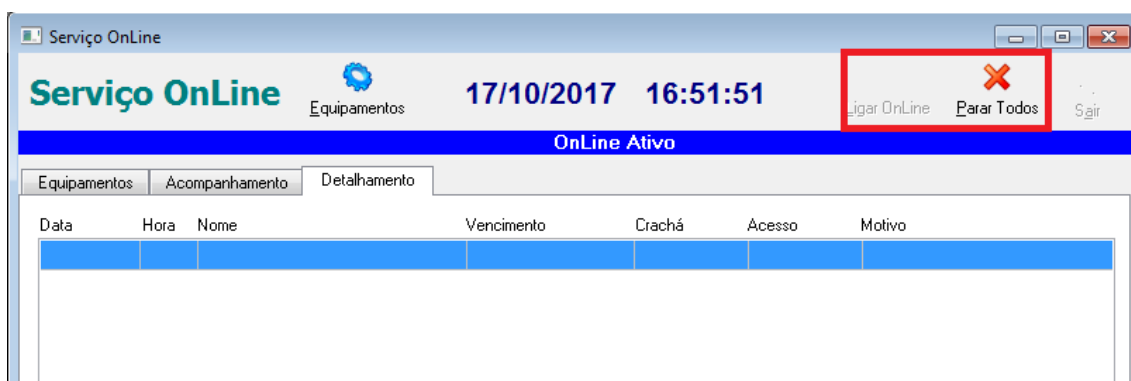 Serviço OnLine
Serviço OnLine Equipamentos 17/10/2017 16:51:51 Ligar OnLine Parar Todos Sair
OnLine Ativo
Equipamentos Acompanhamento Detalhamento
Data Hora Nome Vencimento Crachá Acesso Motivo